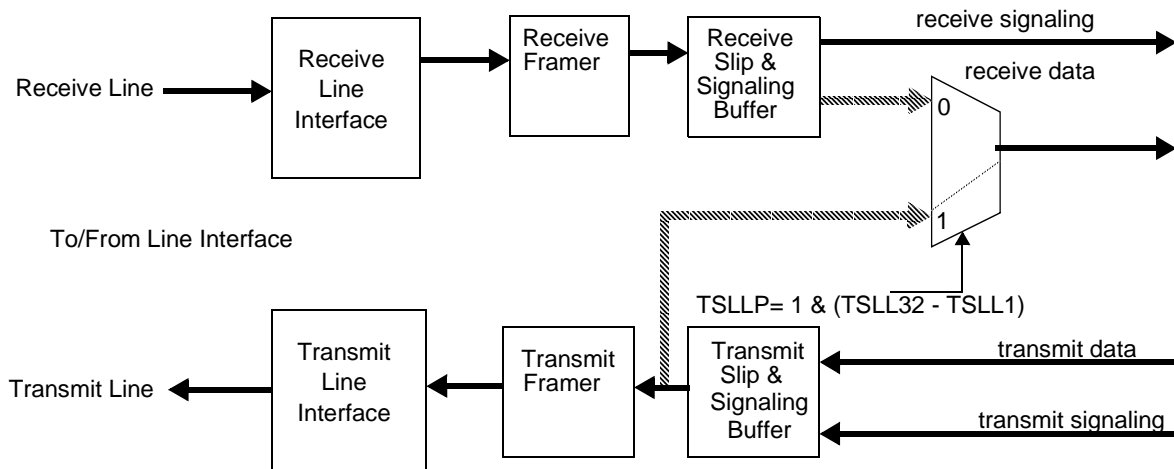 receive signaling
Receive
Line
Interface
Receive
Framer
Receive
Slip &
Signaling
Buffer
receive data
Receive Line
0
1
To/From Line Interface
TSLLP= 1 & (TSLL32 - TSLL1)
Transmit
Line
Interface
Transmit
Framer
Transmit
Slip &
Signaling
Buffer
transmit data
Transmit Line
transmit signaling